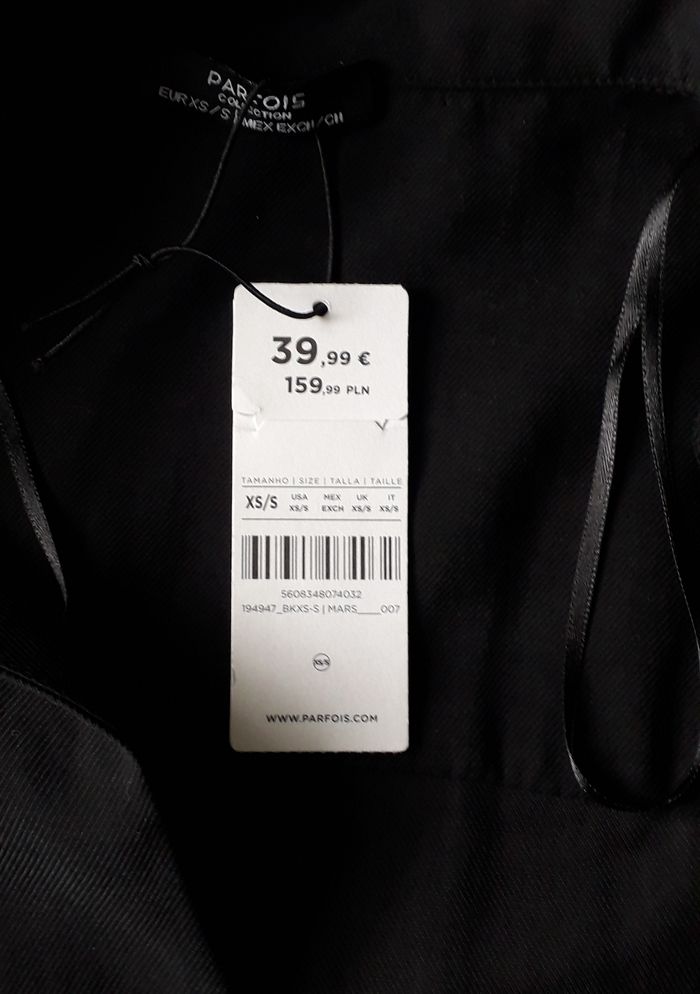 PARFOIS
COLLECTION
EUR XS/S | MEX EXCH/CH
39,99 €
159,99 PLN
TAMANHO | SIZE | TALLA | TAILLE
XS/S USA XS/S MEX EXCH UK XS/S IT XS/S
5608348074032
194947_BKXS-S | MARS____007
XS/S
WWW.PARFOIS.COM